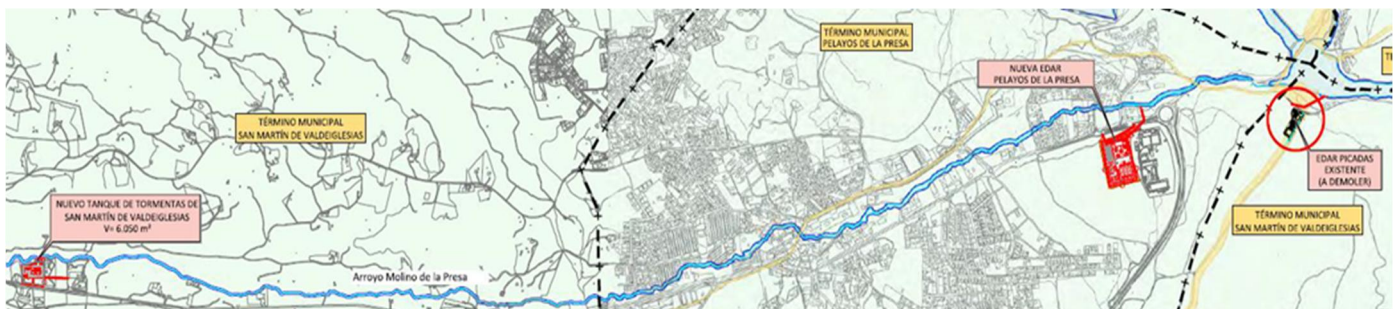 TÉRMINO MUNICIPAL
PELAYOS DE LA PRESA
NUEVA EDAR
PELAYOS DE LA PRESA
TÉRMINO MUNICIPAL
SAN MARTÍN DE VALDEIGLESIAS
EDAR PICADAS
EXISTENTE
(A DEMOLER)
NUEVO TANQUE DE TORMENTAS DE
SAN MARTÍN DE VALDEIGLESIAS
V= 6.050 m³
TÉRMINO MUNICIPAL
SAN MARTÍN DE VALDEIGLESIAS
Arroyo Molino de la Presa